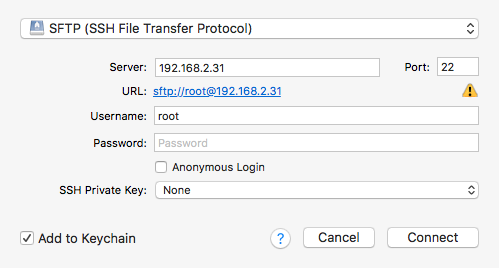 SFTP (SSH File Transfer Protocol)
Server: 192.168.2.31 Port: 22
URL: sftp://root@192.168.2.31
Username: root
Password: Password
Anonymous Login
SSH Private Key: None
Add to Keychain ? Cancel Connect